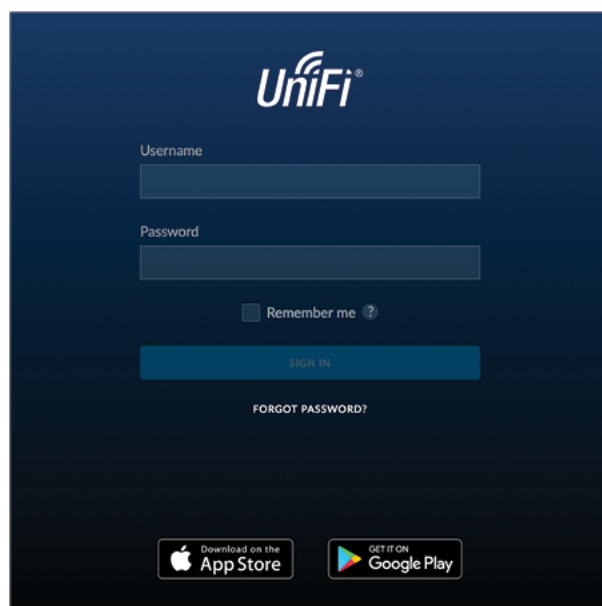 UniFi®
Username
Password
Remember me ?
SIGN IN
FORGOT PASSWORD?
Download on the
App Store
GET IT ON
Google Play